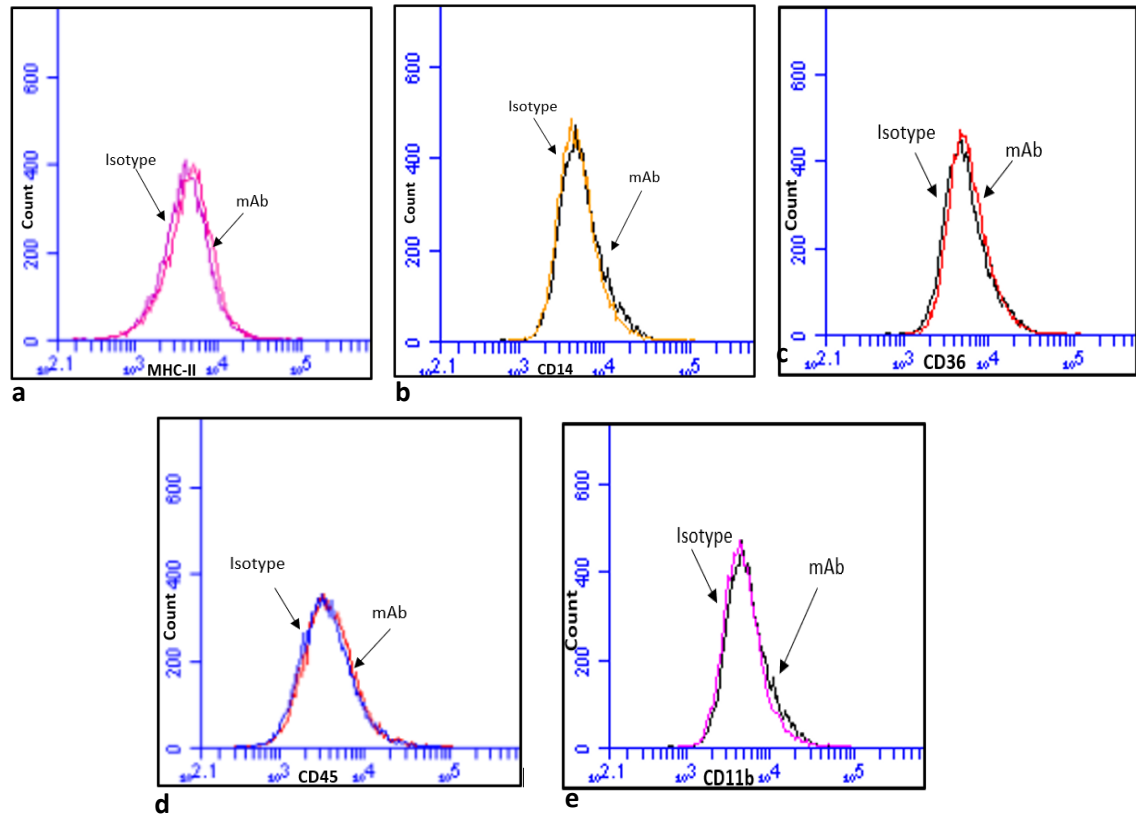 600
400
200
0
Count
Isotype
mAb
10^2.1
10^3
10^4
10^5
MHC-II
a
600
400
200
0
Count
Isotype
mAb
10^2.1
10^3
10^4
10^5
CD14
b
600
400
200
0
Count
Isotype
mAb
10^2.1
10^3
10^4
10^5
CD36
c
600
400
200
0
Count
Isotype
mAb
10^2.1
10^3
10^4
10^5
CD45
d
600
400
200
0
Count
Isotype
mAb
10^2.1
10^3
10^4
10^5
CD11b
e